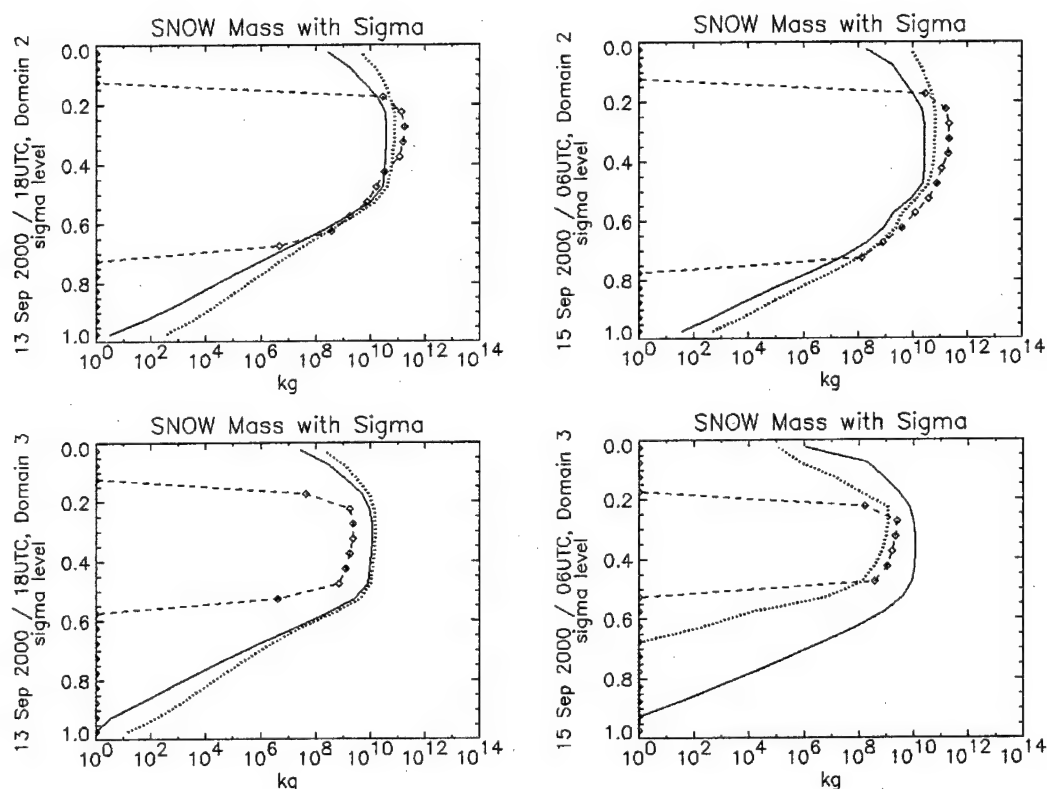 SNOW Mass with Sigma
13 Sep 2000 / 18UTC, Domain 2
sigma level
0.0
0.2
0.4
0.6
0.8
1.0
10^0 10^2 10^4 10^6 10^8 10^10 10^12 10^14
kg
SNOW Mass with Sigma
15 Sep 2000 / 06UTC, Domain 2
sigma level
0.0
0.2
0.4
0.6
0.8
1.0
10^0 10^2 10^4 10^6 10^8 10^10 10^12 10^14
kg
SNOW Mass with Sigma
13 Sep 2000 / 18UTC, Domain 3
sigma level
0.0
0.2
0.4
0.6
0.8
1.0
10^0 10^2 10^4 10^6 10^8 10^10 10^12 10^14
kg
SNOW Mass with Sigma
15 Sep 2000 / 06UTC, Domain 3
sigma level
0.0
0.2
0.4
0.6
0.8
1.0
10^0 10^2 10^4 10^6 10^8 10^10 10^12 10^14
kg